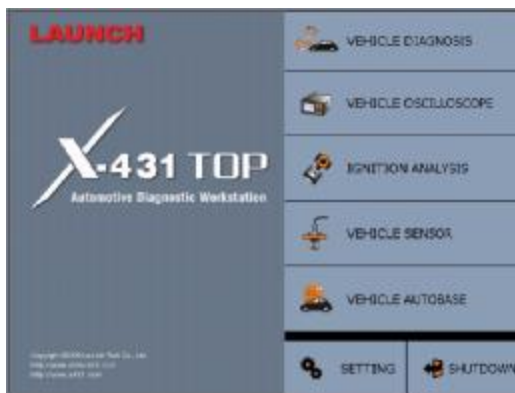 LAUNCH
X-431 TOP
Automotive Diagnostic Workstation
VEHICLE DIAGNOSIS
VEHICLE OSCILLOSCOPE
IGNITION ANALYSIS
VEHICLE SENSOR
VEHICLE AUTOBASE
SETTING
SHUTDOWN